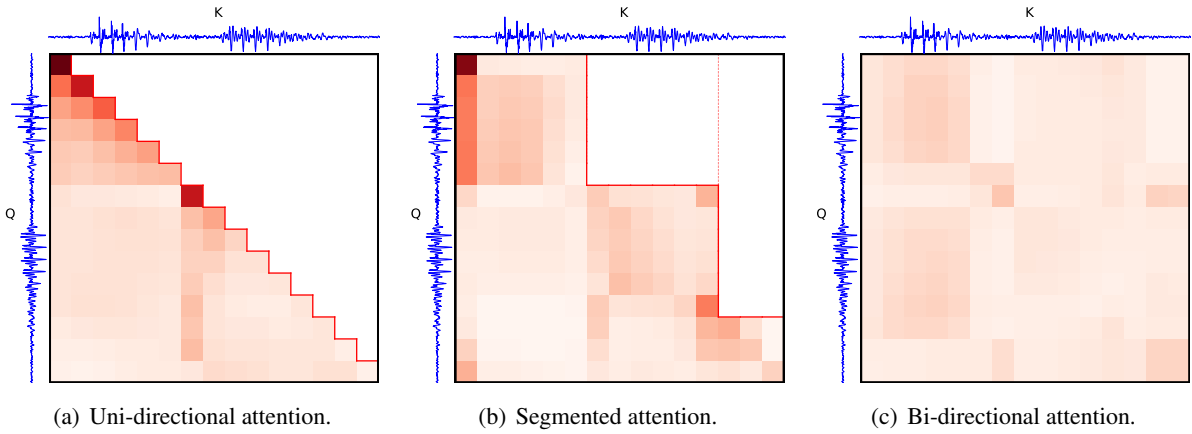 K
K
K
Q
Q
Q
(a) Uni-directional attention.
(b) Segmented attention.
(c) Bi-directional attention.